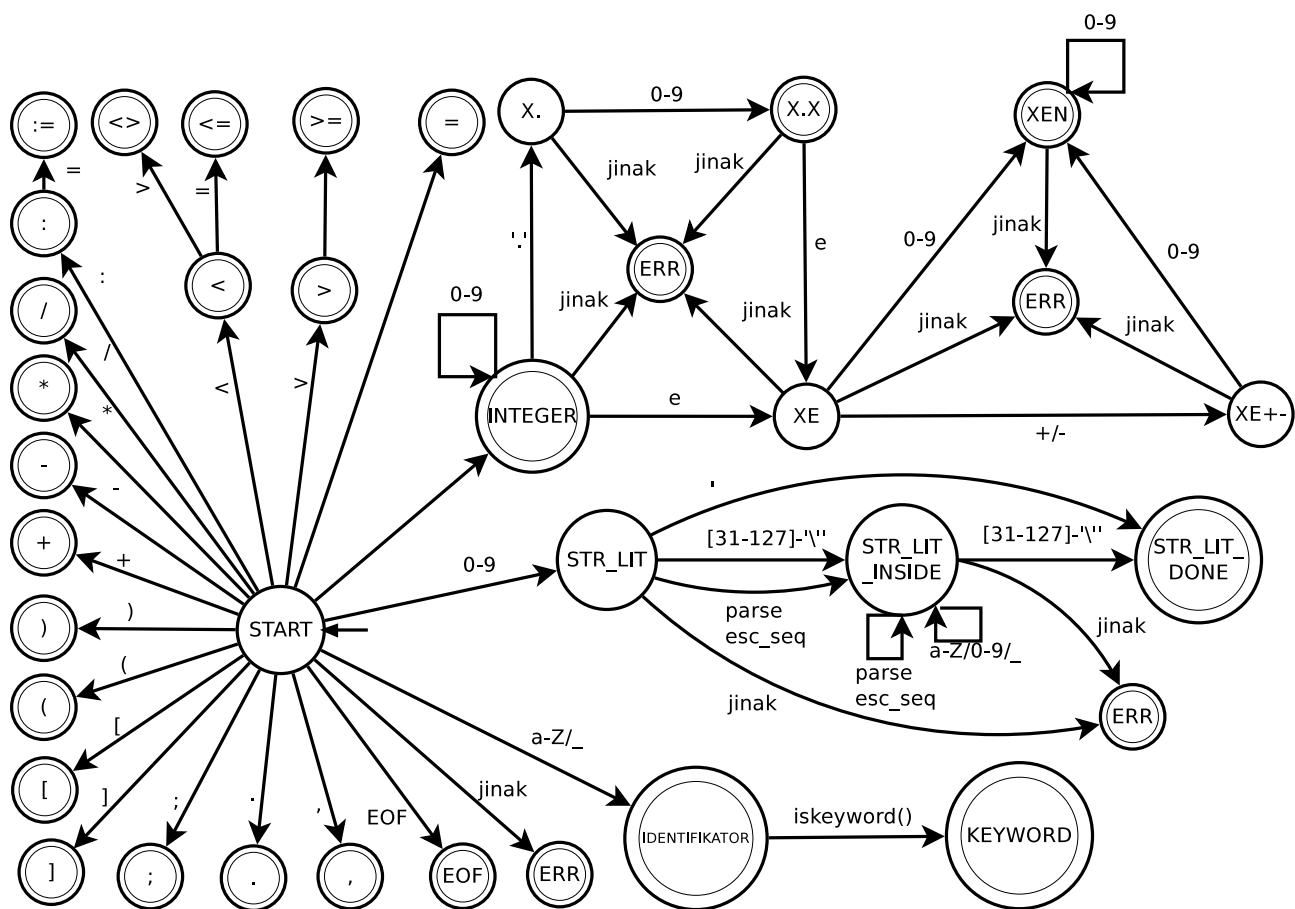 0-9
:=
<>
<=
>=
=
X.
0-9
X.X
XEN
=
>
=
jinak
jinak
jinak
:
:
'.'
e
0-9
0-9
<
>
ERR
ERR
/
0-9
jinak
jinak
jinak
jinak
/
<
>
*
*
INTEGER
e
XE
+/-
XE+-
-
-
'
+
+
0-9
STR_LIT
[31-127]-'\''
STR_LIT
_INSIDE
[31-127]-'\''
STR_LIT_
DONE
)
)
START
parse
esc_seq
a-Z/0-9/_
jinak
(
(
parse
esc_seq
jinak
ERR
[
[
a-Z/_
]
]
;
.
,
EOF
jinak
iskeyword()
IDENTIFIKATOR
KEYWORD
;
.
,
EOF
ERR